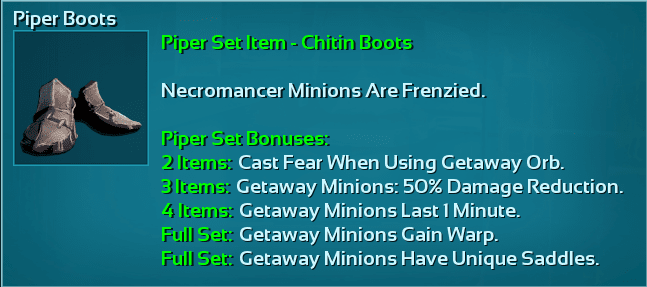 Piper Boots
Piper Set Item - Chitin Boots
Necromancer Minions Are Frenzied.
Piper Set Bonuses:
2 Items: Cast Fear When Using Getaway Orb.
3 Items: Getaway Minions: 50% Damage Reduction.
4 Items: Getaway Minions Last 1 Minute.
Full Set: Getaway Minions Gain Warp.
Full Set: Getaway Minions Have Unique Saddles.